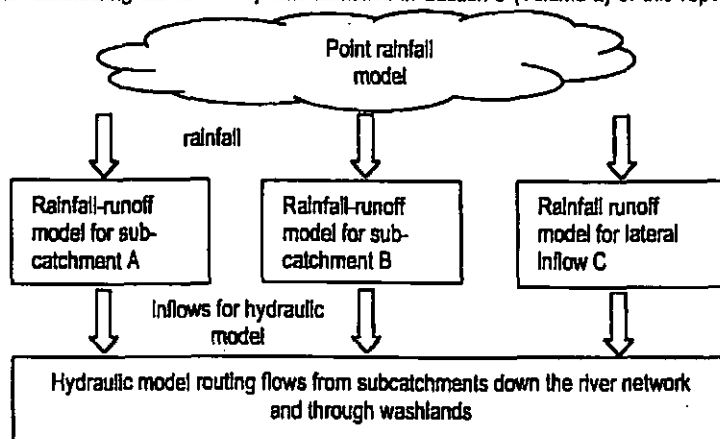 Point rainfall
model
rainfall
Rainfall-runoff
model for sub-
catchment A
Rainfall-runoff
model for sub-
catchment B
Rainfall runoff
model for lateral
Inflow C
Inflows for hydraulic
model
Hydraulic model routing flows from subcatchments down the river network
and through washlands